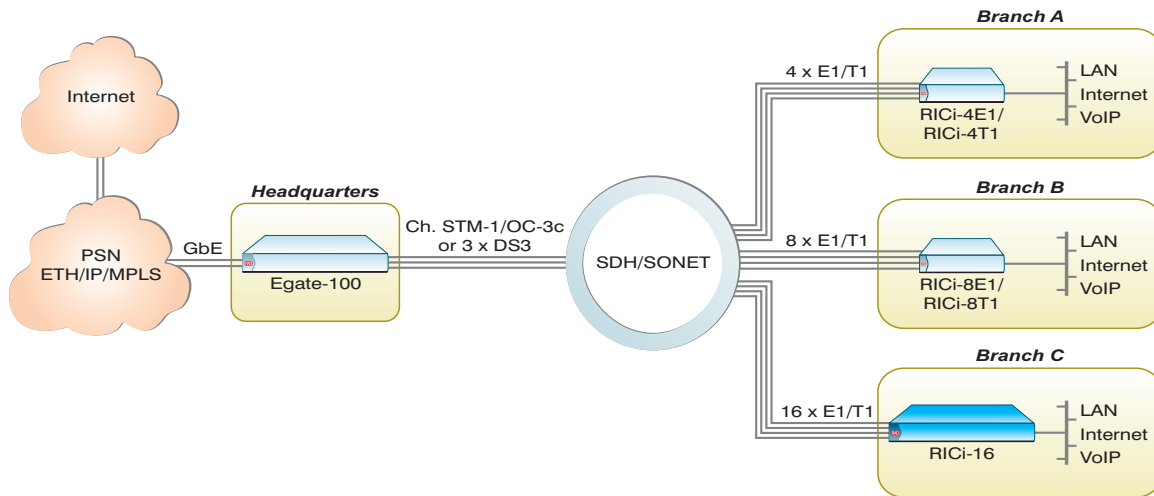 Internet
PSN
ETH/IP/MPLS
GbE
Headquarters
Egate-100
Ch. STM-1/OC-3c
or 3 x DS3
SDH/SONET
Branch A
4 x E1/T1
RICi-4E1/
RICi-4T1
LAN
Internet
VoIP
Branch B
8 x E1/T1
RICi-8E1/
RICi-8T1
LAN
Internet
VoIP
Branch C
16 x E1/T1
RICi-16
LAN
Internet
VoIP